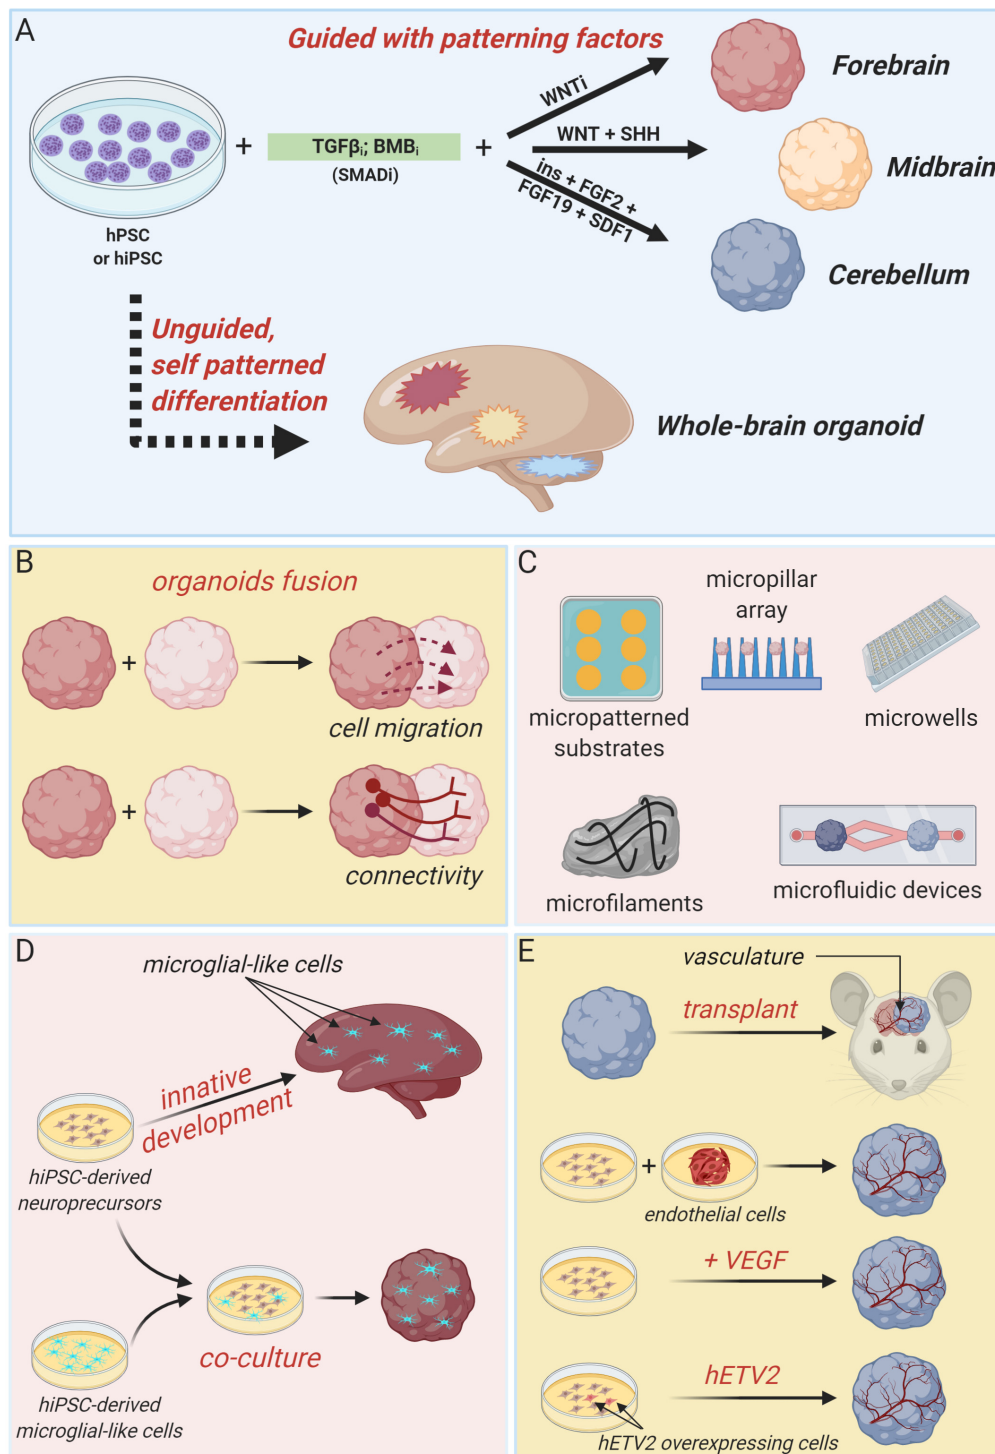 A
Guided with patterning factors
WNTi
Forebrain
+
TGFβi; BMBi
(SMADi)
+
WNT + SHH
Midbrain
ins + FGF2 +
FGF19 + SDF1
Cerebellum
hPSC
or hiPSC
Unguided,
self patterned
differentiation
Whole-brain organoid
B
organoids fusion
+
cell migration
+
connectivity
C
micropillar
array
micropatterned
substrates
microwells
microfilaments
microfluidic devices
D
microglial-like cells
innative
development
hiPSC-derived
neuroprecursors
co-culture
hiPSC-derived
microglial-like cells
E
vasculature
transplant
+
endothelial cells
+ VEGF
hETV2
hETV2 overexpressing cells